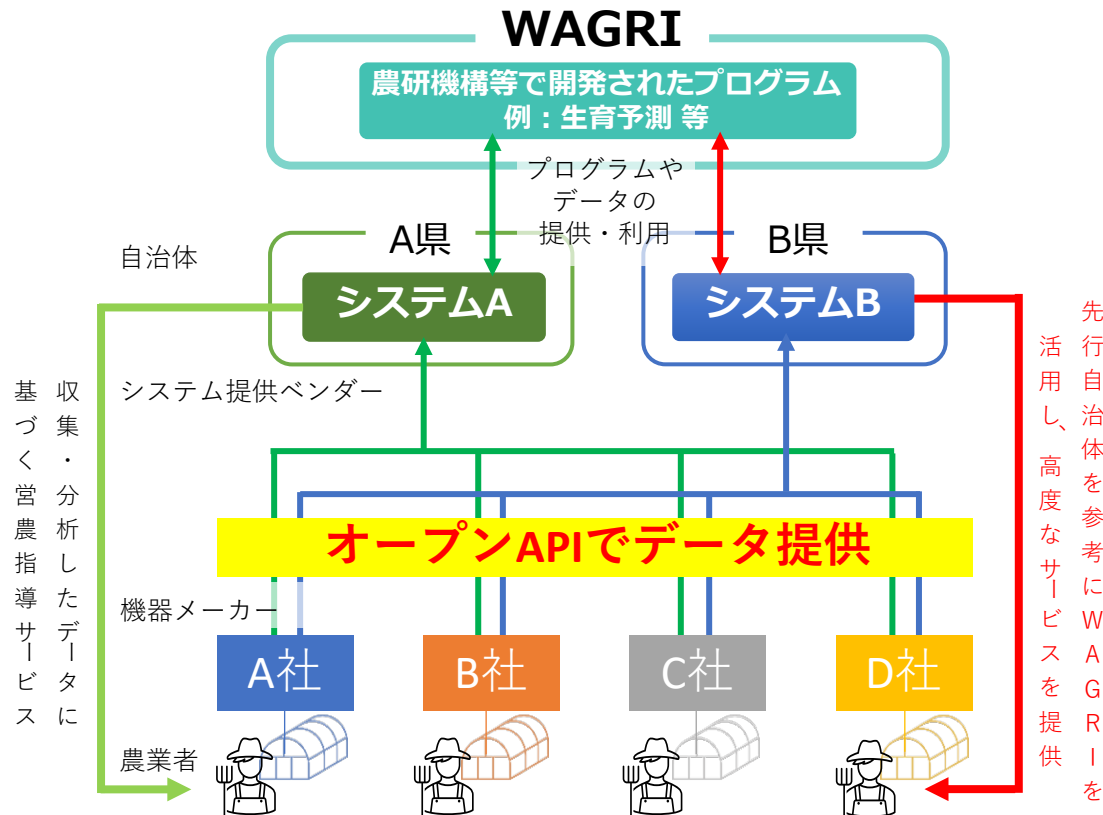 WAGRI
農研機構等で開発されたプログラム
例：生育予測 等
プログラムや
データの
提供・利用
自治体
A県
B県
システムA
システムB
システム提供ベンダー
オープンAPIでデータ提供
機器メーカー
A社
B社
C社
D社
農業者
収集・分析したデータに
基づく営農指導サービス
先行自治体を参考にWAGRIを
活用し、高度なサービスを提供